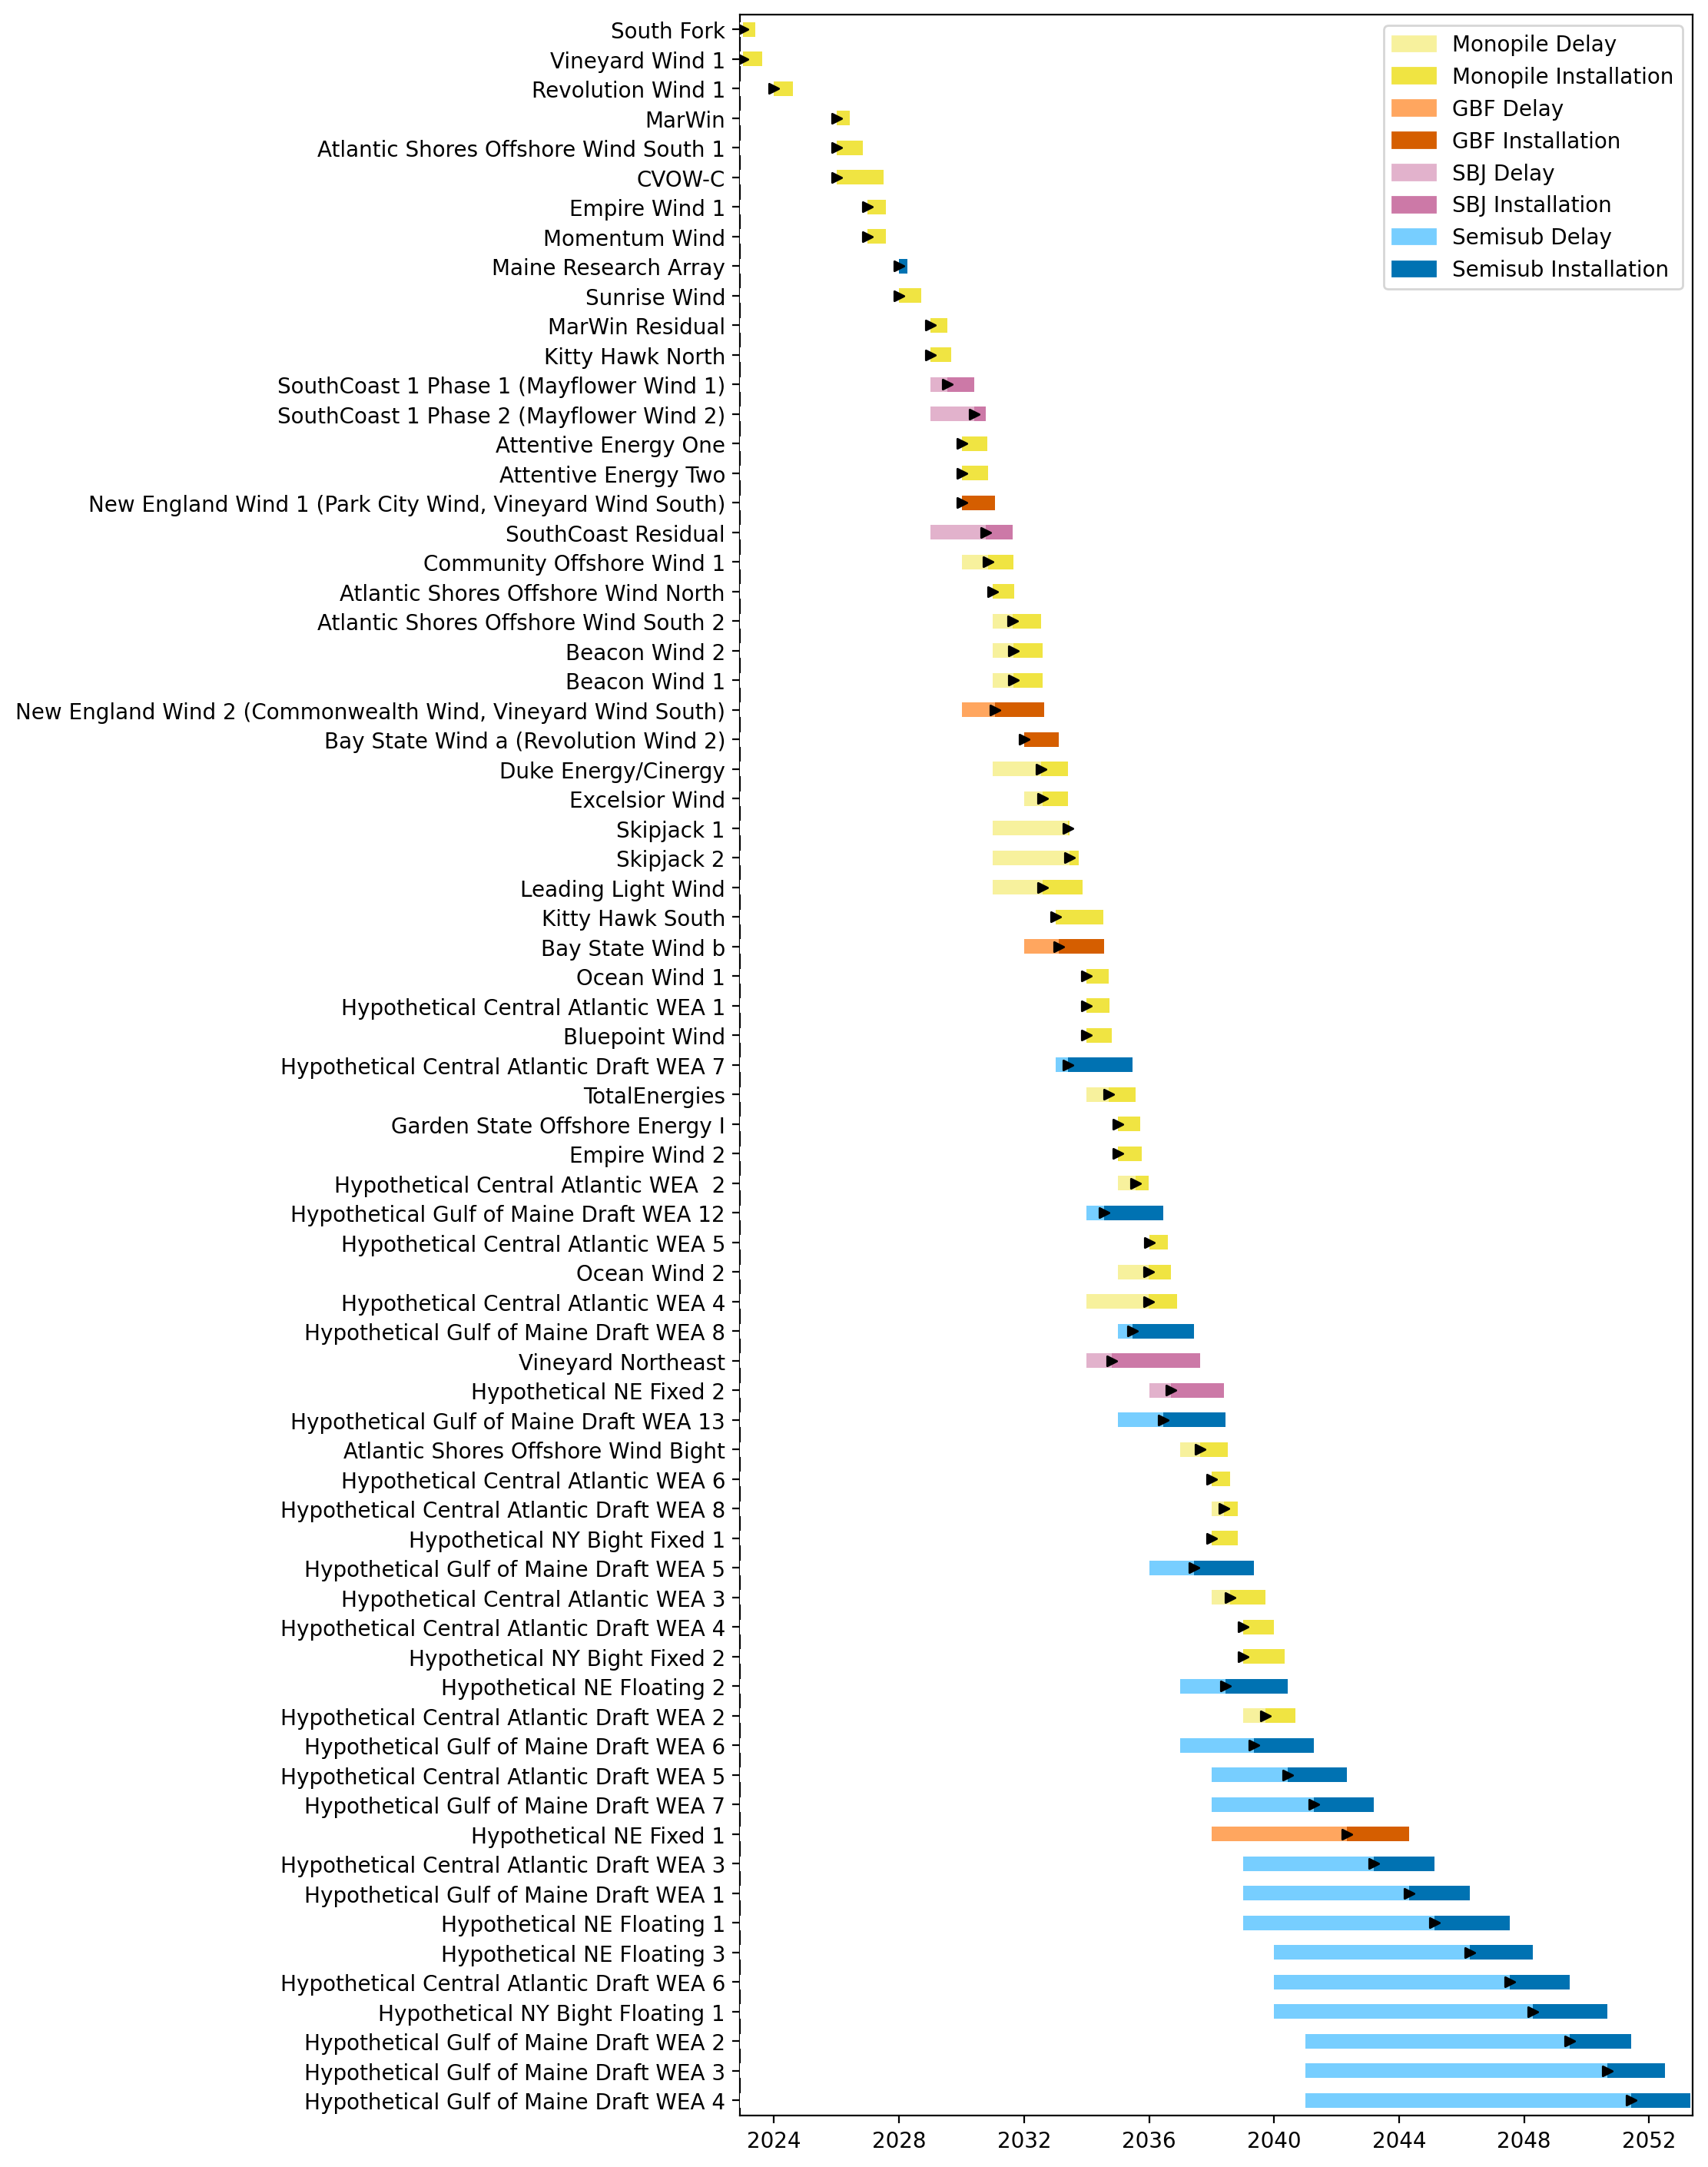 South Fork
Vineyard Wind 1
Revolution Wind 1
MarWin
Atlantic Shores Offshore Wind South 1
CVOW-C
Empire Wind 1
Momentum Wind
Maine Research Array
Sunrise Wind
MarWin Residual
Kitty Hawk North
SouthCoast 1 Phase 1 (Mayflower Wind 1)
SouthCoast 1 Phase 2 (Mayflower Wind 2)
Attentive Energy One
Attentive Energy Two
New England Wind 1 (Park City Wind, Vineyard Wind South)
SouthCoast Residual
Community Offshore Wind 1
Atlantic Shores Offshore Wind North
Atlantic Shores Offshore Wind South 2
Beacon Wind 2
Beacon Wind 1
New England Wind 2 (Commonwealth Wind, Vineyard Wind South)
Bay State Wind a (Revolution Wind 2)
Duke Energy/Cinergy
Excelsior Wind
Skipjack 1
Skipjack 2
Leading Light Wind
Kitty Hawk South
Bay State Wind b
Ocean Wind 1
Hypothetical Central Atlantic WEA 1
Bluepoint Wind
Hypothetical Central Atlantic Draft WEA 7
TotalEnergies
Garden State Offshore Energy I
Empire Wind 2
Hypothetical Central Atlantic WEA  2
Hypothetical Gulf of Maine Draft WEA 12
Hypothetical Central Atlantic WEA 5
Ocean Wind 2
Hypothetical Central Atlantic WEA 4
Hypothetical Gulf of Maine Draft WEA 8
Vineyard Northeast
Hypothetical NE Fixed 2
Hypothetical Gulf of Maine Draft WEA 13
Atlantic Shores Offshore Wind Bight
Hypothetical Central Atlantic WEA 6
Hypothetical Central Atlantic Draft WEA 8
Hypothetical NY Bight Fixed 1
Hypothetical Gulf of Maine Draft WEA 5
Hypothetical Central Atlantic WEA 3
Hypothetical Central Atlantic Draft WEA 4
Hypothetical NY Bight Fixed 2
Hypothetical NE Floating 2
Hypothetical Central Atlantic Draft WEA 2
Hypothetical Gulf of Maine Draft WEA 6
Hypothetical Central Atlantic Draft WEA 5
Hypothetical Gulf of Maine Draft WEA 7
Hypothetical NE Fixed 1
Hypothetical Central Atlantic Draft WEA 3
Hypothetical Gulf of Maine Draft WEA 1
Hypothetical NE Floating 1
Hypothetical NE Floating 3
Hypothetical Central Atlantic Draft WEA 6
Hypothetical NY Bight Floating 1
Hypothetical Gulf of Maine Draft WEA 2
Hypothetical Gulf of Maine Draft WEA 3
Hypothetical Gulf of Maine Draft WEA 4
Monopile Delay
Monopile Installation
GBF Delay
GBF Installation
SBJ Delay
SBJ Installation
Semisub Delay
Semisub Installation
2024 2028 2032 2036 2040 2044 2048 2052